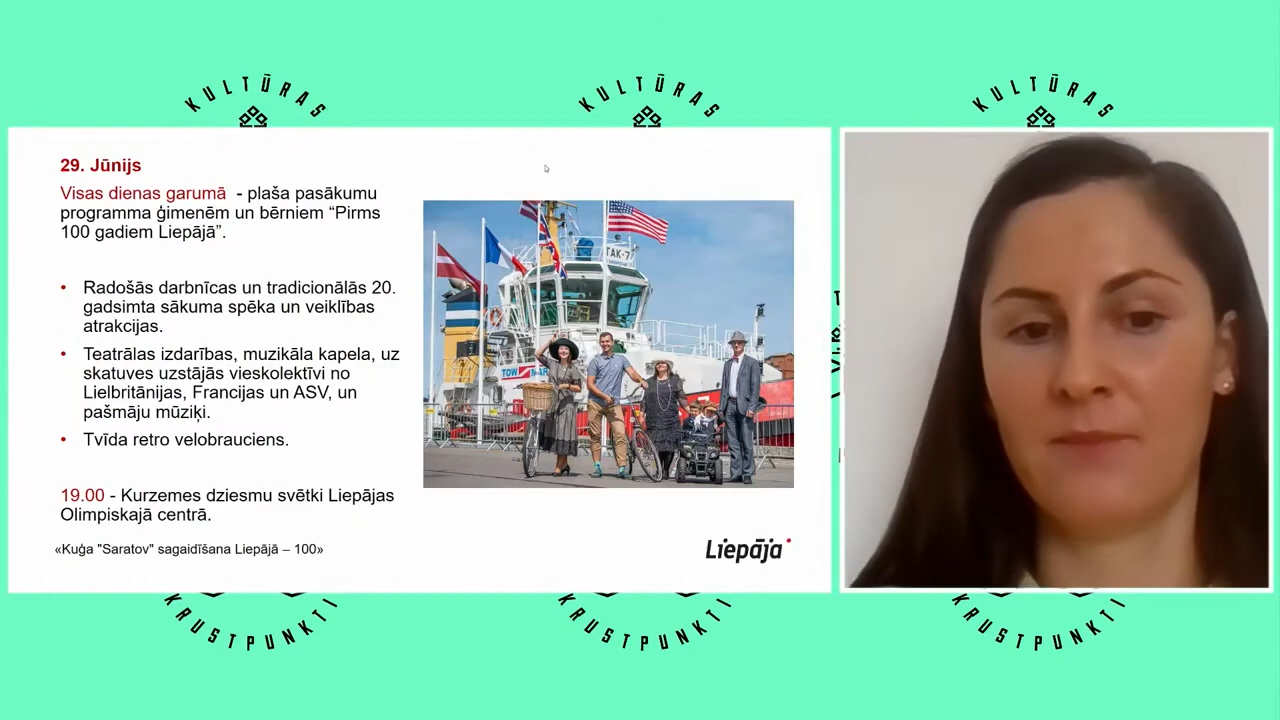 KULTŪRAS
KULTŪRAS
KULTŪRAS
29. Jūnijs
Visas dienas garumā - plaša pasākumu
programma ģimenēm un bērniem “Pirms
100 gadiem Liepājā”.
• Radošās darbnīcas un tradicionālās 20.
gadsimta sākuma spēka un veiklības
atrakcijas.
• Teatrālas izdarības, muzikāla kapela, uz
skatuves uzstājās vieskolektīvi no
Lielbritānijas, Francijas un ASV, un
pašmāju mūziķi.
• Tvīda retro velobrauciens.
19.00 - Kurzemes dziesmu svētki Liepājas
Olimpiskajā centrā.
«Kuģa "Saratov" sagaidīšana Liepājā – 100»
TAK-7
TOW
MAR
Liepāja
KRUSTPUNKTI
KRUSTPUNKTI
KRUSTPUNKTI